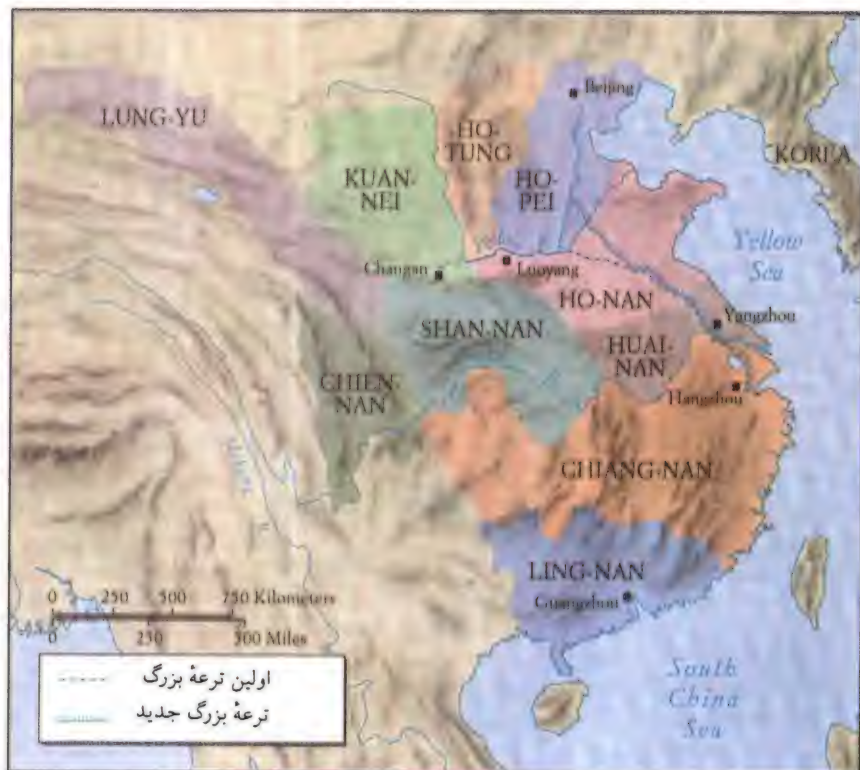 Beijing
LUNG-YU
HO-
TUNG
KOREA
KUAN-
NEI
HO-
PEI
Yellow
Sea
Changan
Luoyang
HO-NAN
Yangzhou
SHAN-NAN
HUAI-
NAN
CHIEN-
NAN
Hangzhou
CHIANG-NAN
LING-NAN
Guangzhou
0 250 500 750 Kilometers
0 250 500 Miles
South
China
Sea
اولین ترعهٔ بزرگ
ترعهٔ بزرگ جدید